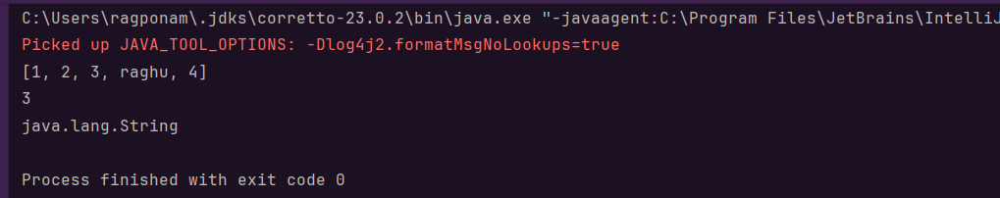 C:\Users\ragponam\.jdks\corretto-23.0.2\bin\java.exe "-javaagent:C:\Program Files\JetBrains\IntelliJ
Picked up JAVA_TOOL_OPTIONS: -Dlog4j2.formatMsgNoLookups=true
[1, 2, 3, raghu, 4]
3
java.lang.String
Process finished with exit code 0